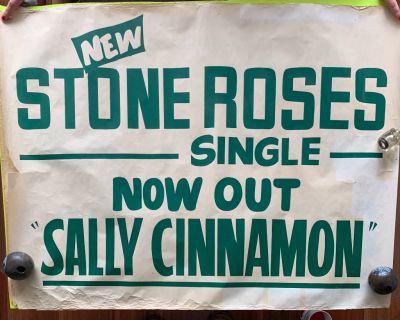 NEW
STONE ROSES
SINGLE
NOW OUT
"SALLY CINNAMON"